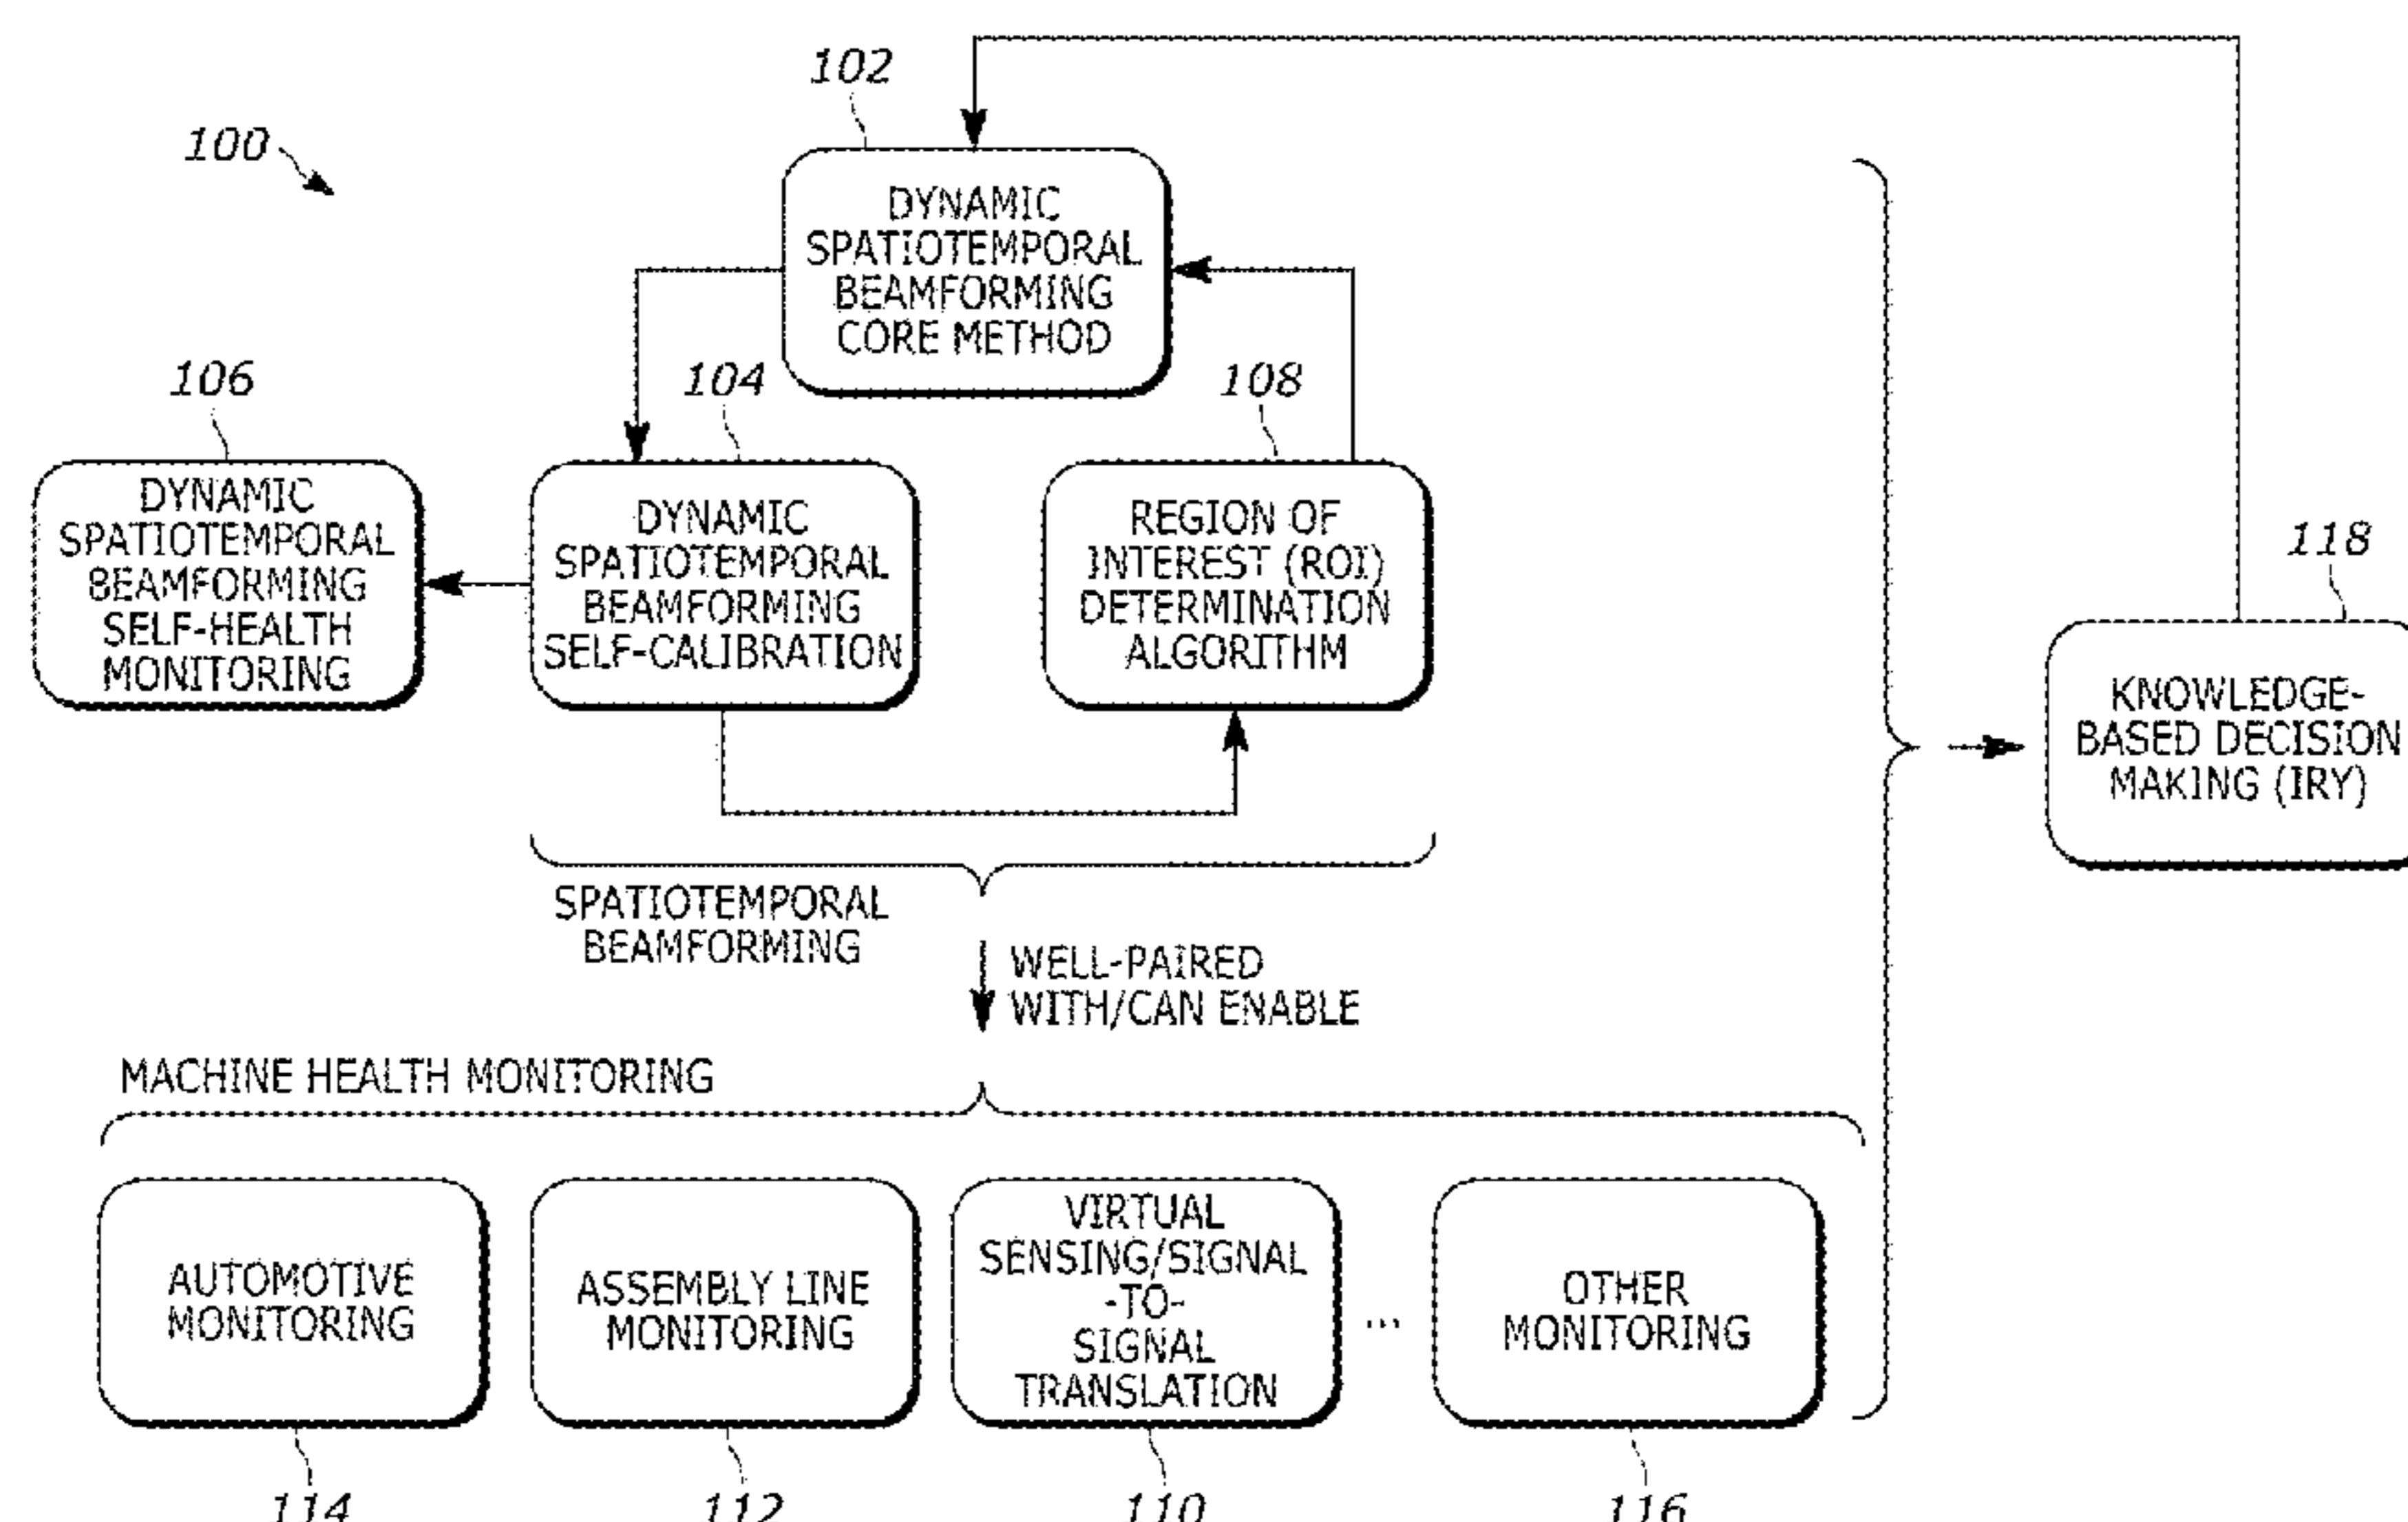 102
100
DYNAMIC
SPATIOTEMPORAL
BEAMFORMING
CORE METHOD
106
104
108
DYNAMIC
SPATIOTEMPORAL
BEAMFORMING
SELF-HEALTH
MONITORING
DYNAMIC
SPATIOTEMPORAL
BEAMFORMING
SELF-CALIBRATION
REGION OF
INTEREST (ROI)
DETERMINATION
ALGORITHM
118
KNOWLEDGE-
BASED DECISION
MAKING (IRY)
SPATIOTEMPORAL
BEAMFORMING
WELL-PAIRED
WITH/CAN ENABLE
MACHINE HEALTH MONITORING
AUTOMOTIVE
MONITORING
ASSEMBLY LINE
MONITORING
VIRTUAL
SENSING/SIGNAL
-TO-
SIGNAL
TRANSLATION
...
OTHER
MONITORING
114
112
110
116